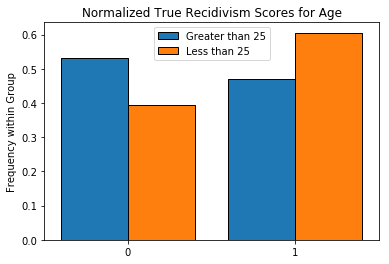 Normalized True Recidivism Scores for Age
Greater than 25
Less than 25
Frequency within Group
0.6
0.5
0.4
0.3
0.2
0.1
0.0
0
1